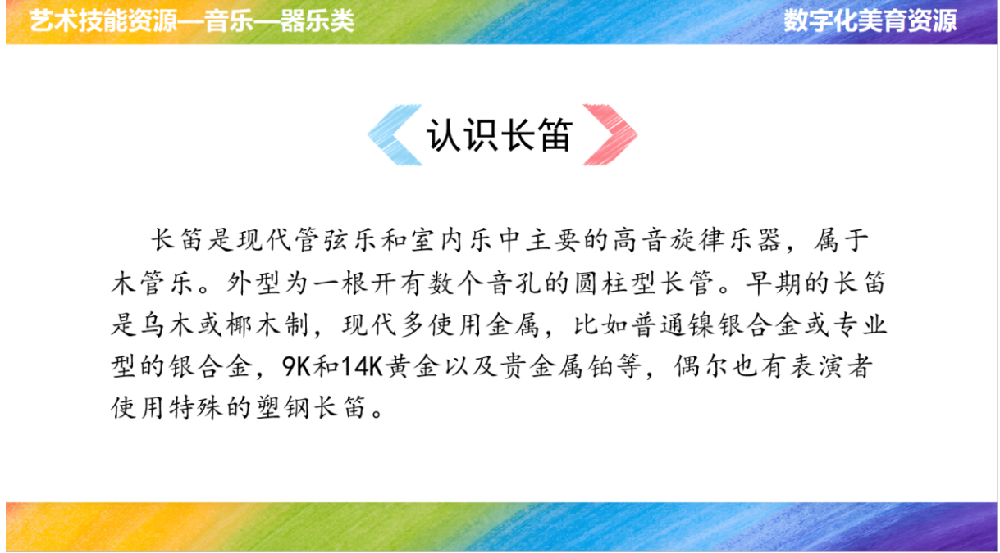 艺术技能资源—音乐—器乐类
数字化美育资源
认识长笛
长笛是现代管弦乐和室内乐中主要的高音旋律乐器，属于
木管乐。外型为一根开有数个音孔的圆柱型长管。早期的长笛
是乌木或椰木制，现代多使用金属，比如普通镍银合金或专业
型的银合金，9K和14K黄金以及贵金属铂等，偶尔也有表演者
使用特殊的塑钢长笛。